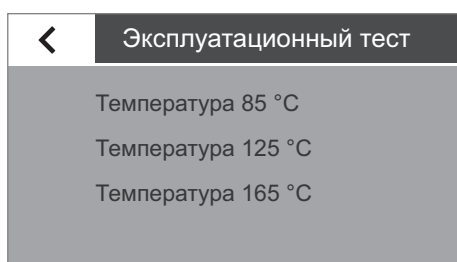 Эксплуатационный тест
Температура 85 °C
Температура 125 °C
Температура 165 °C